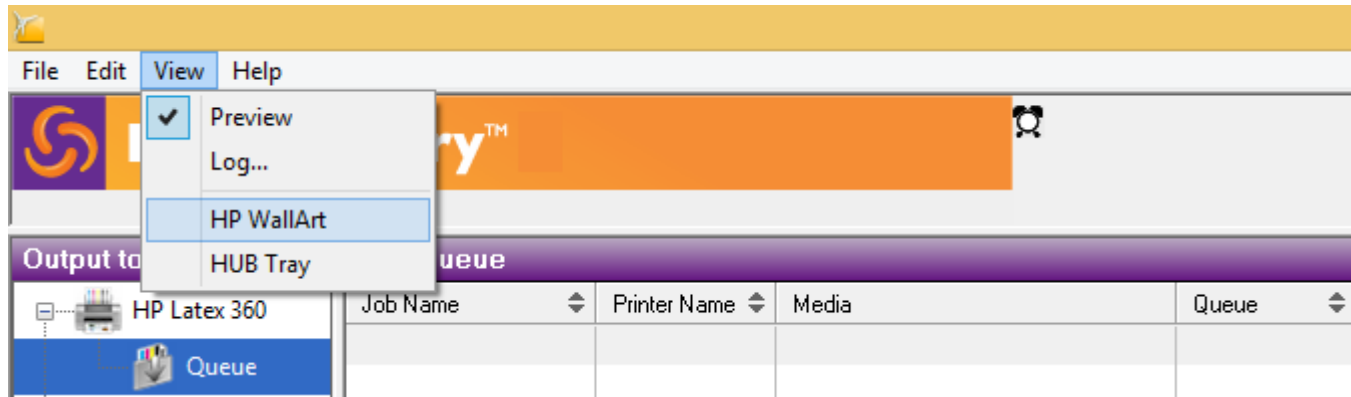 File Edit View Help
Preview
ry™
Log...
HP WallArt
HUB Tray
Output to
ueue
HP Latex 360
Job Name Printer Name Media Queue
Queue